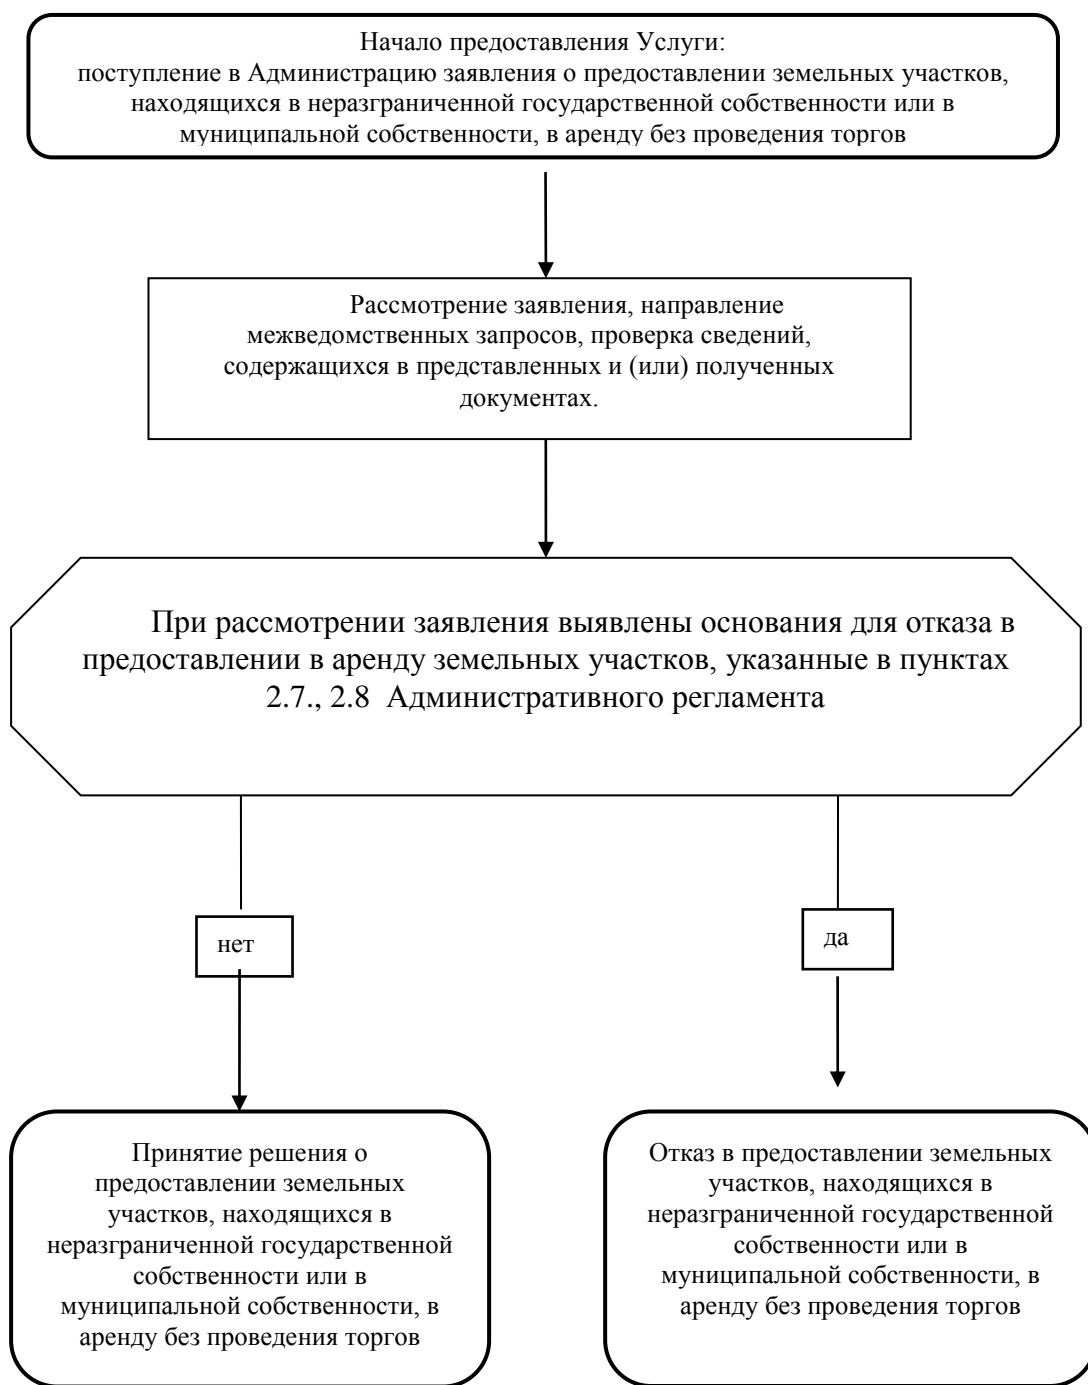 Начало предоставления Услуги:
поступление в Администрацию заявления о предоставлении земельных участков,
находящихся в неразграниченной государственной собственности или в
муниципальной собственности, в аренду без проведения торгов
Рассмотрение заявления, направление
межведомственных запросов, проверка сведений,
содержащихся в представленных и (или) полученных
документах.
При рассмотрении заявления выявлены основания для отказа в
предоставлении в аренду земельных участков, указанные в пунктах
2.7., 2.8 Административного регламента
нет
да
Принятие решения о
предоставлении земельных
участков, находящихся в
неразграниченной государственной
собственности или в
муниципальной собственности, в
аренду без проведения торгов
Отказ в предоставлении земельных
участков, находящихся в
неразграниченной государственной
собственности или в
муниципальной собственности, в
аренду без проведения торгов